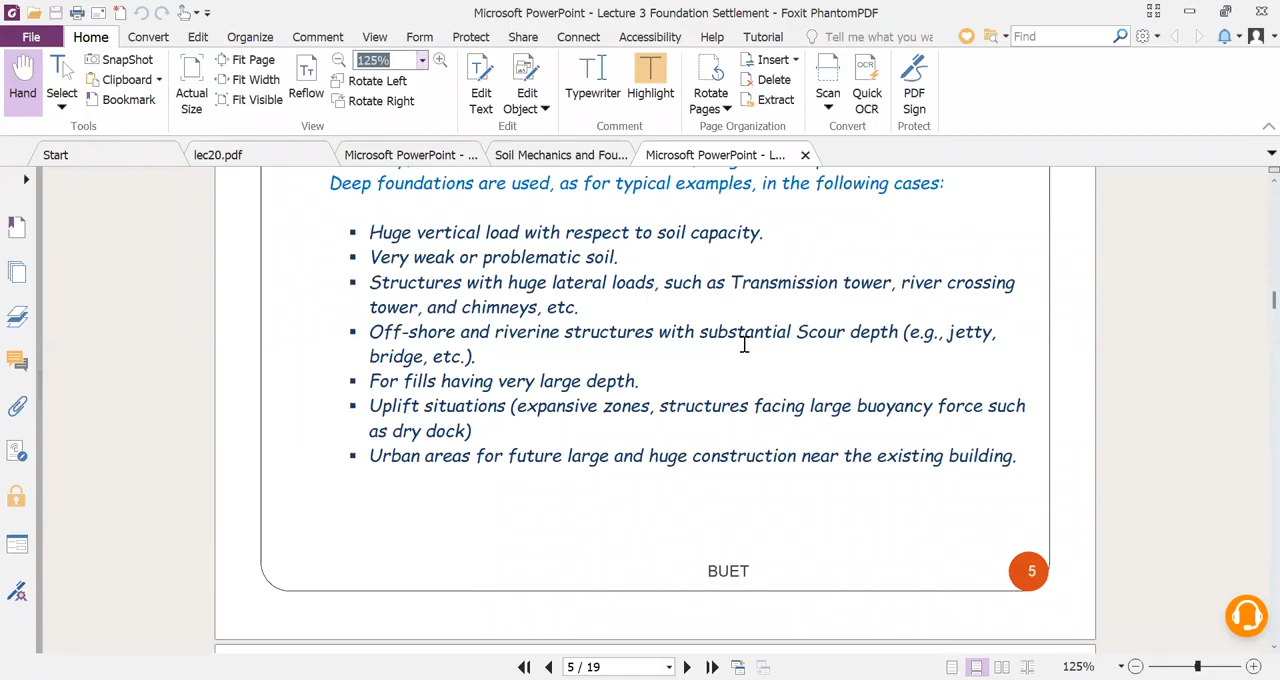 Microsoft PowerPoint - Lecture 3 Foundation Settlement - Foxit PhantomPDF
File Home Convert Edit Organize Comment View Form Protect Share Connect Accessibility Help Tutorial Tell me what you wa Find
Hand
Select
SnapShot
Clipboard
Bookmark
Tools
Actual Size
Fit Page
Fit Width
Fit Visible
Reflow
125%
Rotate Left
Rotate Right
View
Edit Text
Edit Object
Edit
Typewriter
Highlight
Comment
Rotate Pages
Insert
Delete
Extract
Page Organization
Scan
Quick OCR
Convert
PDF Sign
Protect
Start lec20.pdf Microsoft PowerPoint - ... Soil Mechanics and Fou... Microsoft PowerPoint - L...
Deep foundations are used, as for typical examples, in the following cases:
▪ Huge vertical load with respect to soil capacity.
▪ Very weak or problematic soil.
▪ Structures with huge lateral loads, such as Transmission tower, river crossing
tower, and chimneys, etc.
▪ Off-shore and riverine structures with substantial Scour depth (e.g., jetty,
bridge, etc.).
▪ For fills having very large depth.
▪ Uplift situations (expansive zones, structures facing large buoyancy force such
as dry dock)
▪ Urban areas for future large and huge construction near the existing building.
BUET
5
5 / 19
125%